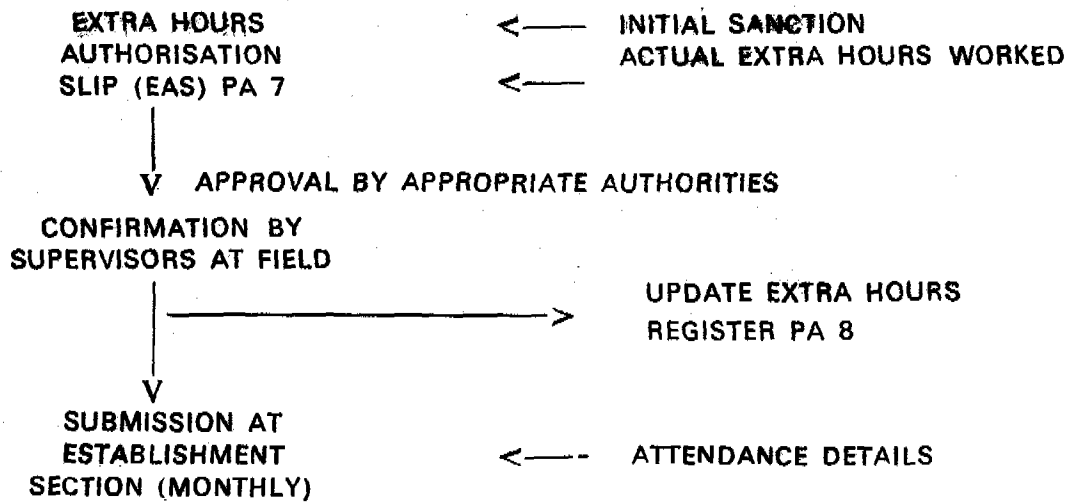 EXTRA HOURS
AUTHORISATION
SLIP (EAS) PA 7
INITIAL SANCTION
ACTUAL EXTRA HOURS WORKED
APPROVAL BY APPROPRIATE AUTHORITIES
CONFIRMATION BY
SUPERVISORS AT FIELD
UPDATE EXTRA HOURS
REGISTER PA 8
SUBMISSION AT
ESTABLISHMENT
SECTION (MONTHLY)
ATTENDANCE DETAILS